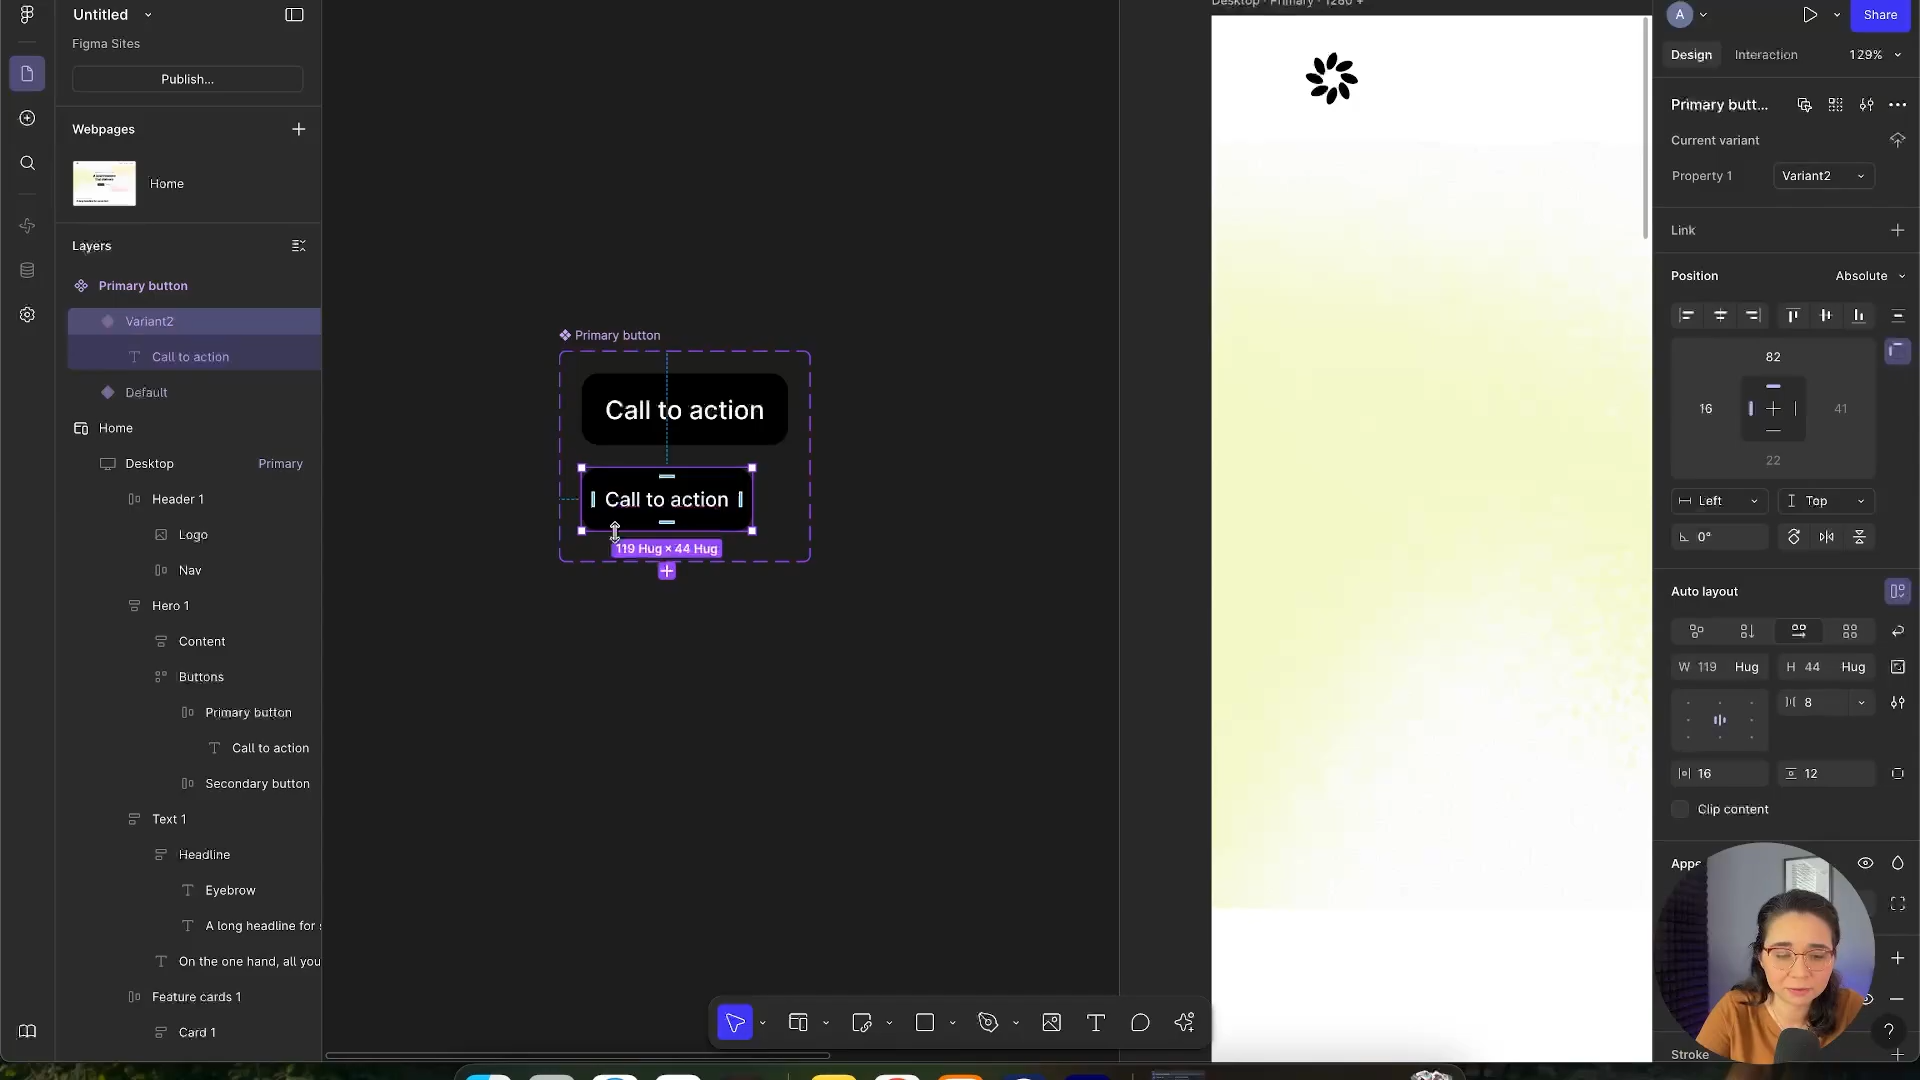 Untitled
Figma Sites
Publish...
Webpages
Home
Layers
Primary button
Variant2
Call to action
Default
Home
Desktop Primary
Header 1
Logo
Nav
Hero 1
Content
Buttons
Primary button
Call to action
Secondary button
Text 1
Headline
Eyebrow
A long headline for
On the one hand, all you
Feature cards 1
Card 1
Primary button
Call to action
Call to action
119 Hug × 44 Hug
Desktop · Primary · 1280 +
A
Share
Design Interaction 129%
Primary butt...
Current variant
Property 1 Variant2
Link
Position Absolute
82
16 41
22
Left Top
0°
Auto layout
W 119 Hug H 44 Hug
8
16 12
Clip content
Appe
?
Stroke